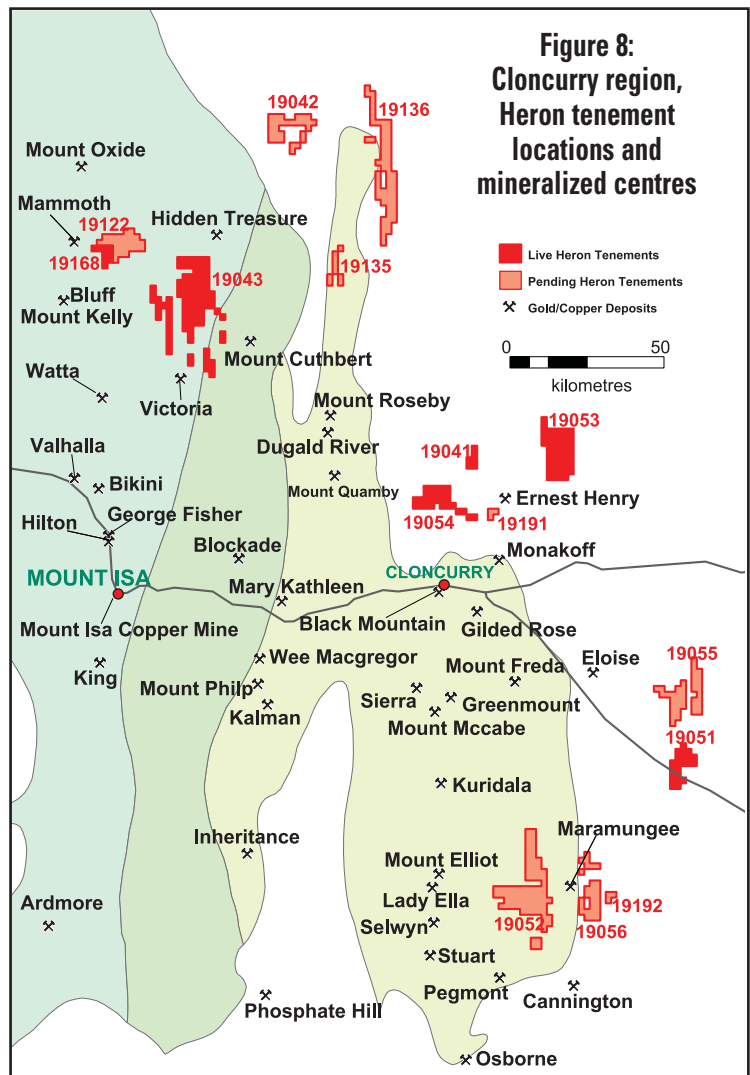 Figure 8:
Cloncurry region,
Heron tenement
locations and
mineralized centres
Live Heron Tenements
Pending Heron Tenements
Gold/Copper Deposits
0 50
kilometres
19042
19136
Mount Oxide
Mammoth
19122
Hidden Treasure
19168
19043
19135
Bluff
Mount Kelly
Mount Cuthbert
Watta
Victoria
Mount Roseby
19053
Dugald River
Valhalla
19041
Bikini
Mount Quamby
Ernest Henry
George Fisher
19054
19191
Hilton
Blockade
Monakoff
MOUNT ISA
CLONCURRY
Mary Kathleen
Mount Isa Copper Mine
Black Mountain
Gilded Rose
King
Wee Macgregor
Mount Freda
Eloise
19055
Mount Philp
Sierra
Greenmount
Kalman
Mount Mccabe
19051
Kuridala
Maramungee
Inheritance
Mount Elliot
Ardmore
Lady Ella
19192
Selwyn
19052
19056
Stuart
Pegmont
Cannington
Phosphate Hill
Osborne